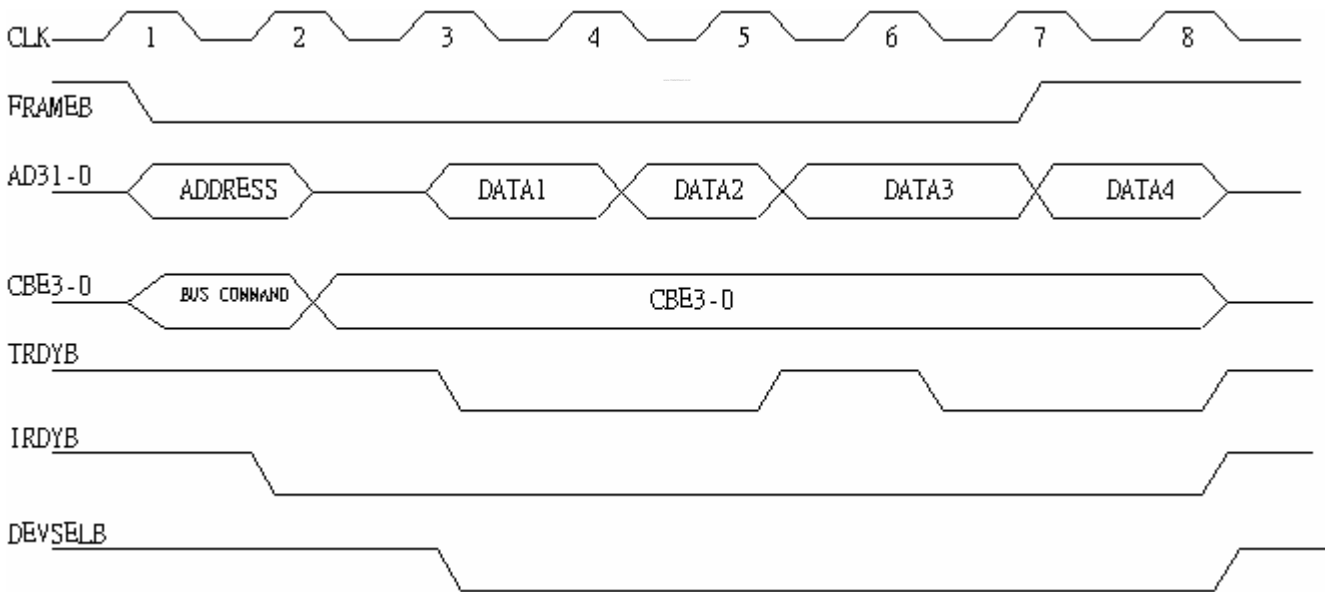 CLK 1 2 3 4 5 6 7 8
FRAMEB
AD31-0 ADDRESS DATA1 DATA2 DATA3 DATA4
CBE3-0 BUS COMMAND CBE3-0
TRDYB
IRDYB
DEVSELB